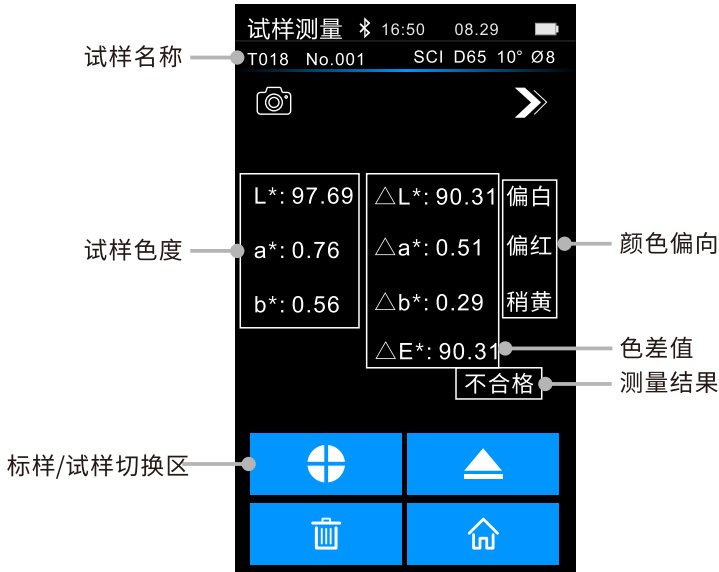 试样测量 16:50 08.29
试样名称
T018 No.001 SCI D65 10° Ø8
L*: 97.69 △L*: 90.31 偏白
试样色度
a*: 0.76 △a*: 0.51 偏红
颜色偏向
b*: 0.56 △b*: 0.29 稍黄
△E*: 90.31
色差值
不合格
测量结果
标样/试样切换区